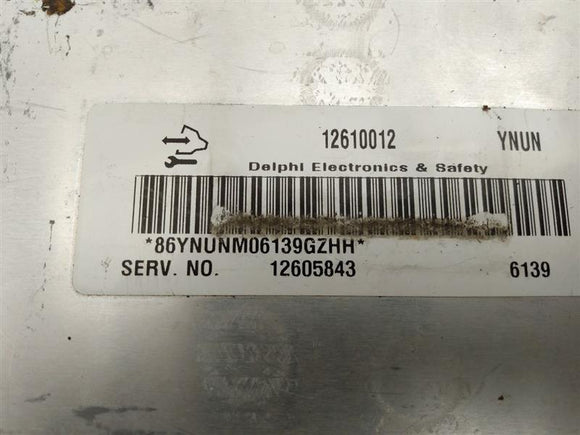 12610012 YNUN
Delphi Electronics & Safety
*86YNUNM06139GZHH*
SERV. NO. 12605843 6139